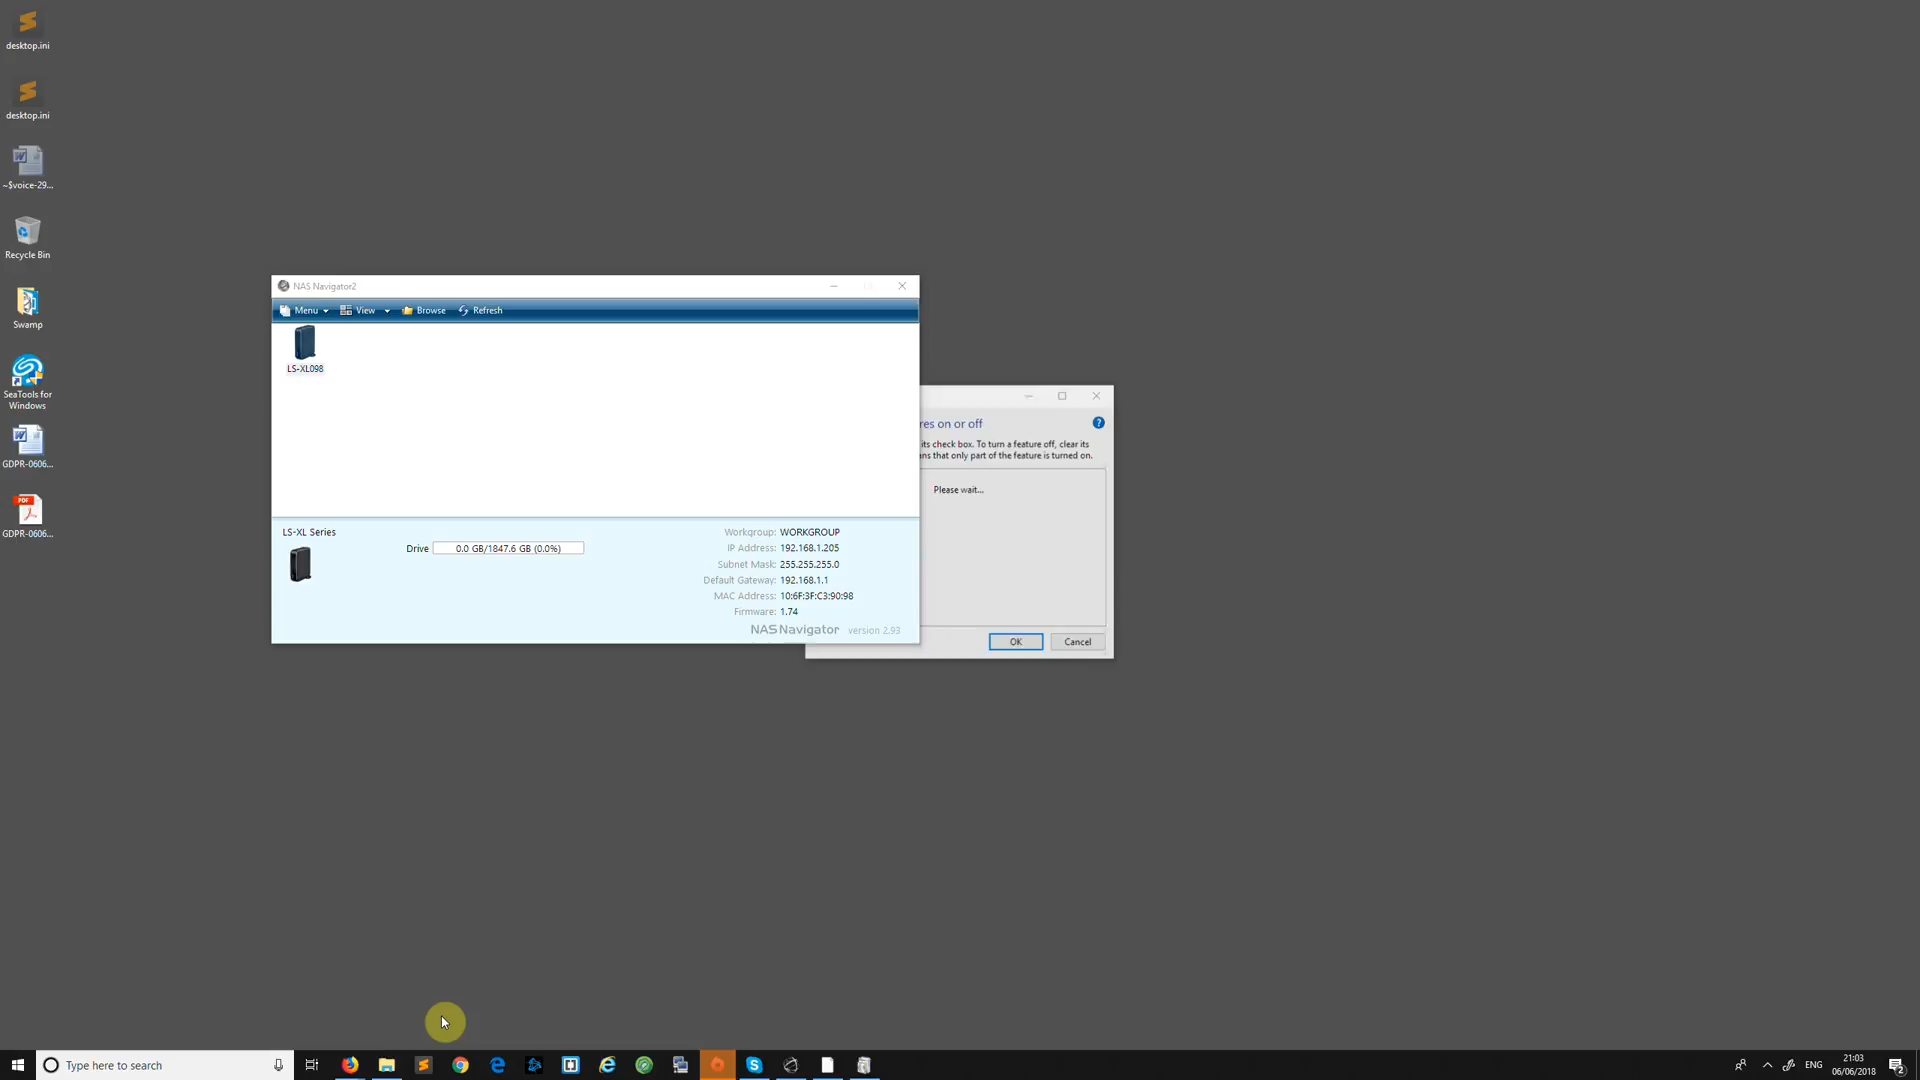 desktop.ini
desktop.ini
~$voice-29...
Recycle Bin
Swamp
SeaTools for
Windows
GDPR-0606...
PDF
GDPR-0606...
NAS Navigator2
Menu View Browse Refresh
LS-XL098
LS-XL Series
Drive 0.0 GB/1847.6 GB (0.0%)
Workgroup: WORKGROUP
IP Address: 192.168.1.205
Subnet Mask: 255.255.255.0
Default Gateway: 192.168.1.1
MAC Address: 10:6F:3F:C3:90:98
Firmware: 1.74
NAS Navigator version 2.93
res on or off
its check box. To turn a feature off, clear its
ans that only part of the feature is turned on.
Please wait...
OK Cancel
Type here to search
ENG
21:03
06/06/2018
2